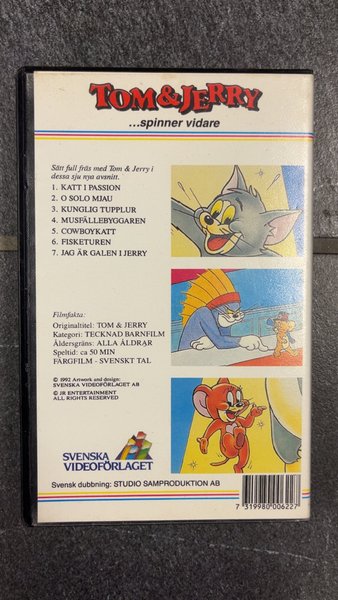 TOM & JERRY
...spinner vidare
Sätt full fräs med Tom & Jerry i
dessa sju nya avsnitt.
1. KATT I PASSION
2. O SOLO MJAU
3. KUNGLIG TUPPLUR
4. MUSFÄLLEBYGGAREN
5. COWBOYKATT
6. FISKETUREN
7. JAG ÄR GALEN I JERRY
Filmfakta:
Originaltitel: TOM & JERRY
Kategori: TECKNAD BARNFILM
Åldersgräns: ALLA ÅLDRAR
Speltid: ca 50 MIN
FÄRGFILM - SVENSKT TAL
© 1992 Artwork and design:
SVENSKA VIDEOFÖRLAGET AB
© JR ENTERTAINMENT
ALL RIGHTS RESERVED
SVENSKA
VIDEOFÖRLAGET
Svensk dubbning: STUDIO SAMPRODUKTION AB
7 319980 006227